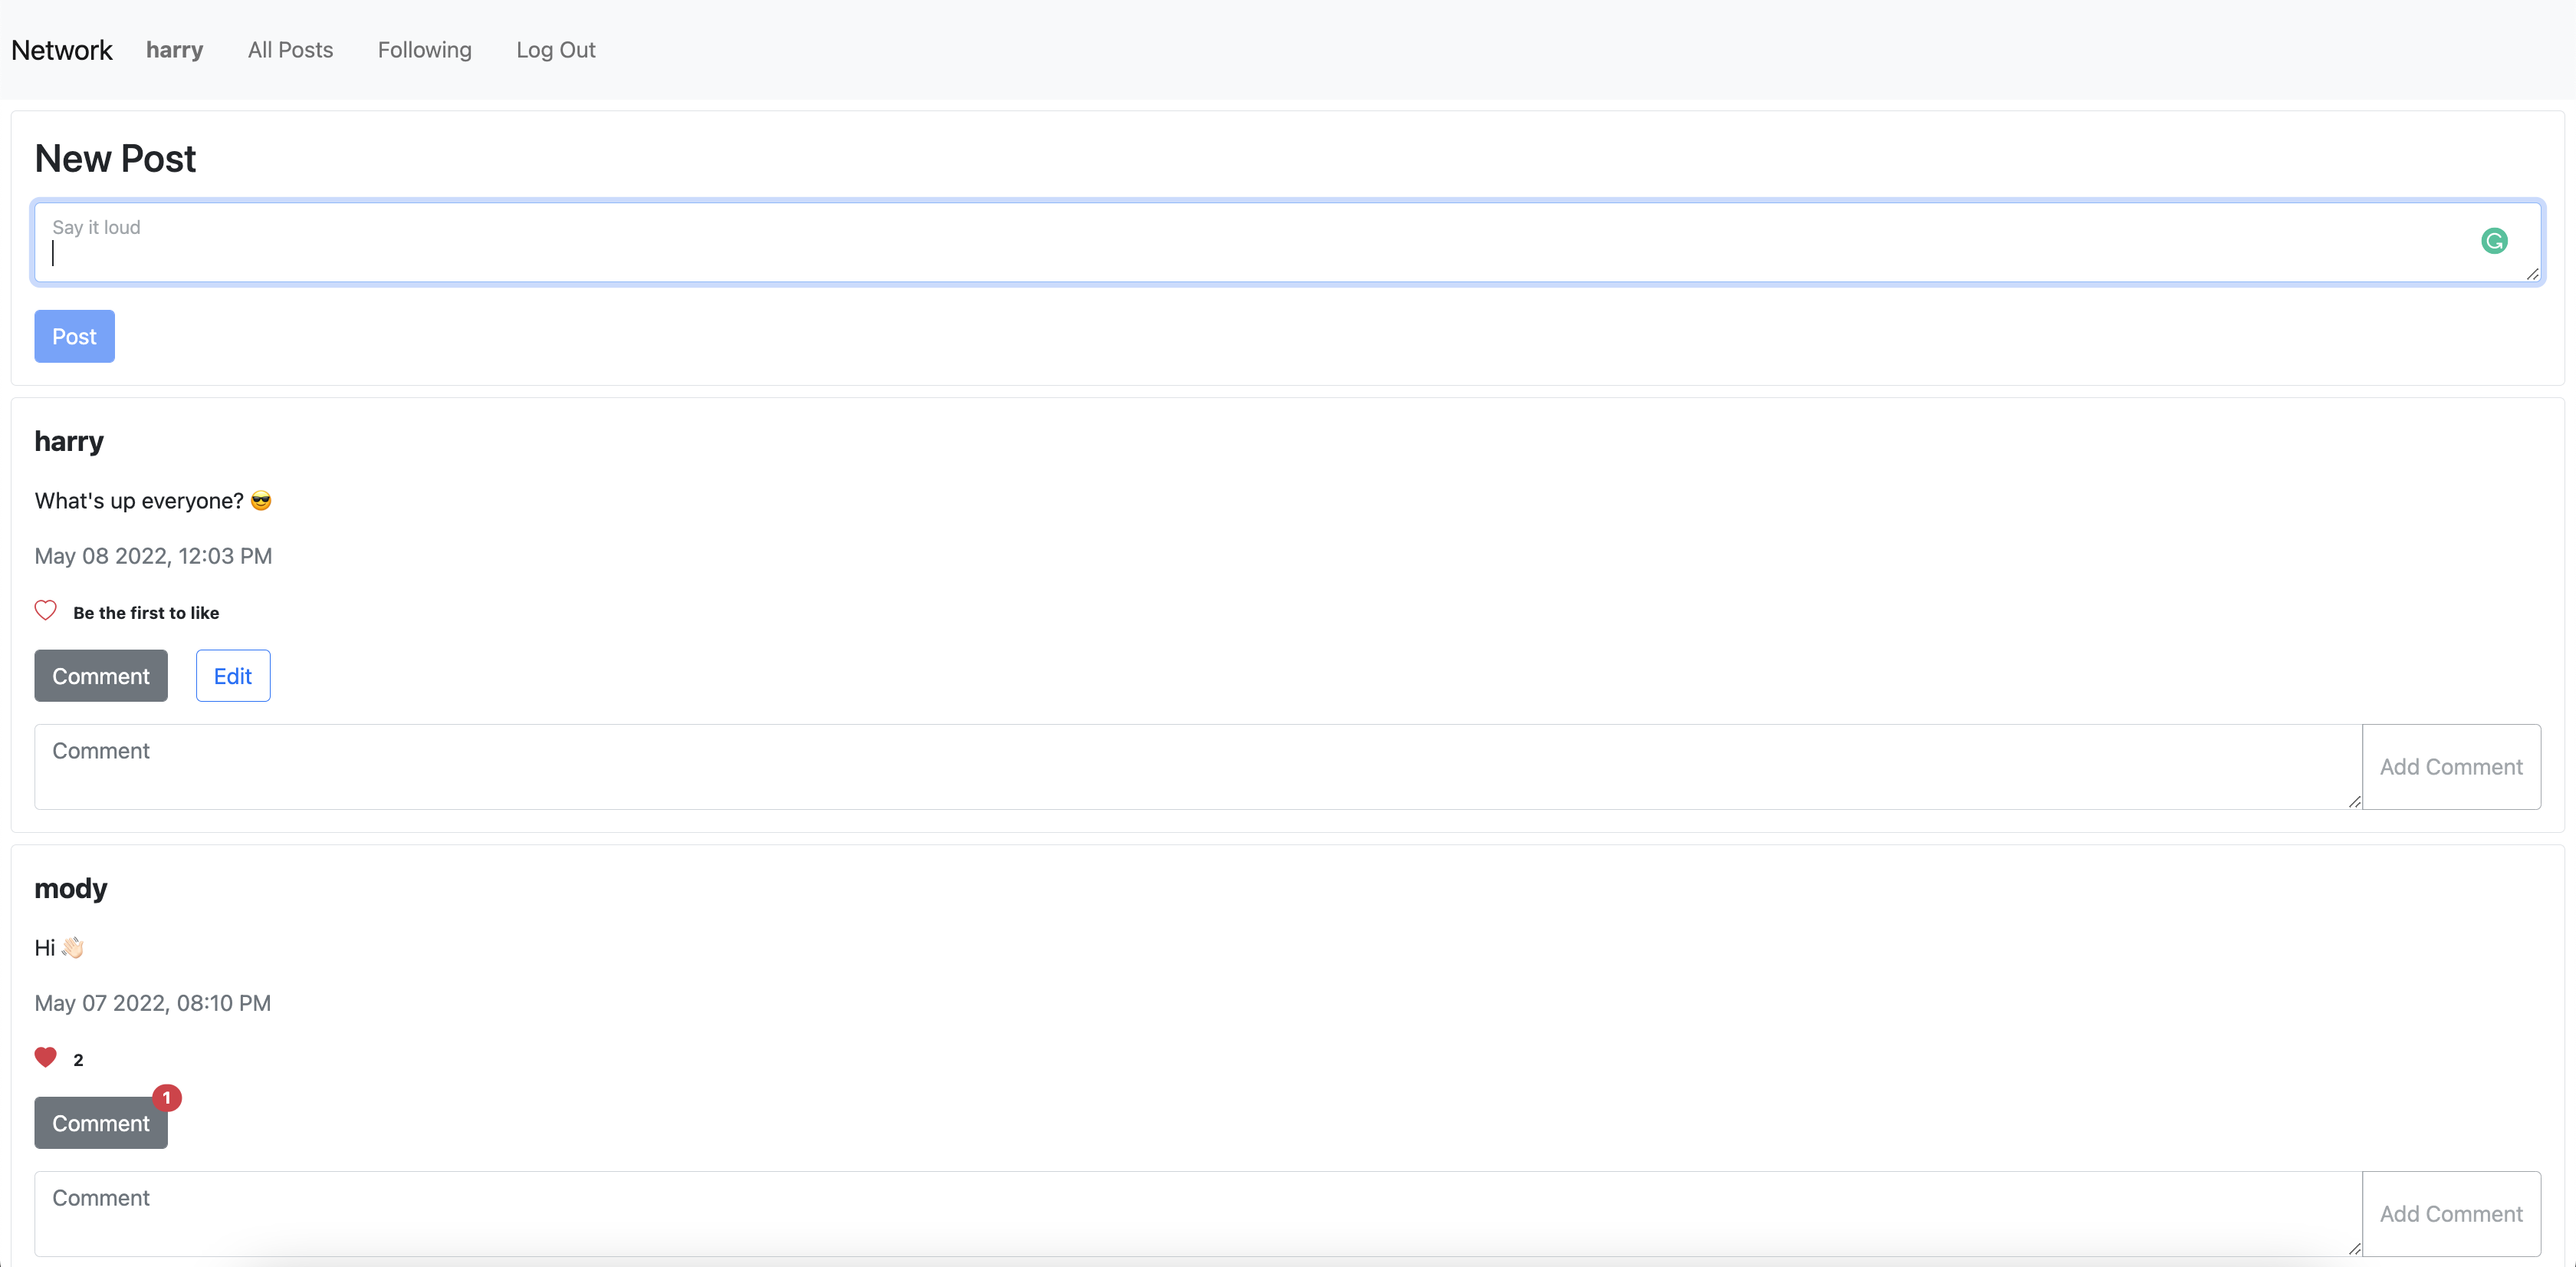 Network harry All Posts Following Log Out
New Post
Say it loud
Post
harry
What's up everyone? 😎
May 08 2022, 12:03 PM
Be the first to like
Comment Edit
Comment
Add Comment
mody
Hi 👋🏻
May 07 2022, 08:10 PM
2
1
Comment
Comment
Add Comment